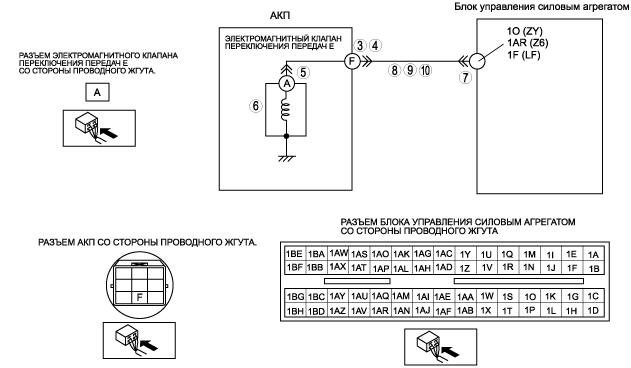 АКП
Блок управления силовым агрегатом
ЭЛЕКТРОМАГНИТНЫЙ КЛАПАН
ПЕРЕКЛЮЧЕНИЯ ПЕРЕДАЧ E
3 4
F
1O (ZY)
1AR (Z6)
1F (LF)
5
A
6
8 9 10
7
РАЗЪЕМ ЭЛЕКТРОМАГНИТНОГО КЛАПАНА
ПЕРЕКЛЮЧЕНИЯ ПЕРЕДАЧ E
СО СТОРОНЫ ПРОВОДНОГО ЖГУТА.
A
РАЗЪЕМ АКП СО СТОРОНЫ ПРОВОДНОГО ЖГУТА.
F
РАЗЪЕМ БЛОКА УПРАВЛЕНИЯ СИЛОВЫМ АГРЕГАТОМ
СО СТОРОНЫ ПРОВОДНОГО ЖГУТА
1BE 1BA 1AW 1AS 1AO 1AK 1AG 1AC 1Y 1U 1Q 1M 1I 1E 1A
1BF 1BB 1AX 1AT 1AP 1AL 1AH 1AD 1Z 1V 1R 1N 1J 1F 1B
1BG 1BC 1AY 1AU 1AQ 1AM 1AI 1AE 1AA 1W 1S 1O 1K 1G 1C
1BH 1BD 1AZ 1AV 1AR 1AN 1AJ 1AF 1AB 1X 1T 1P 1L 1H 1D